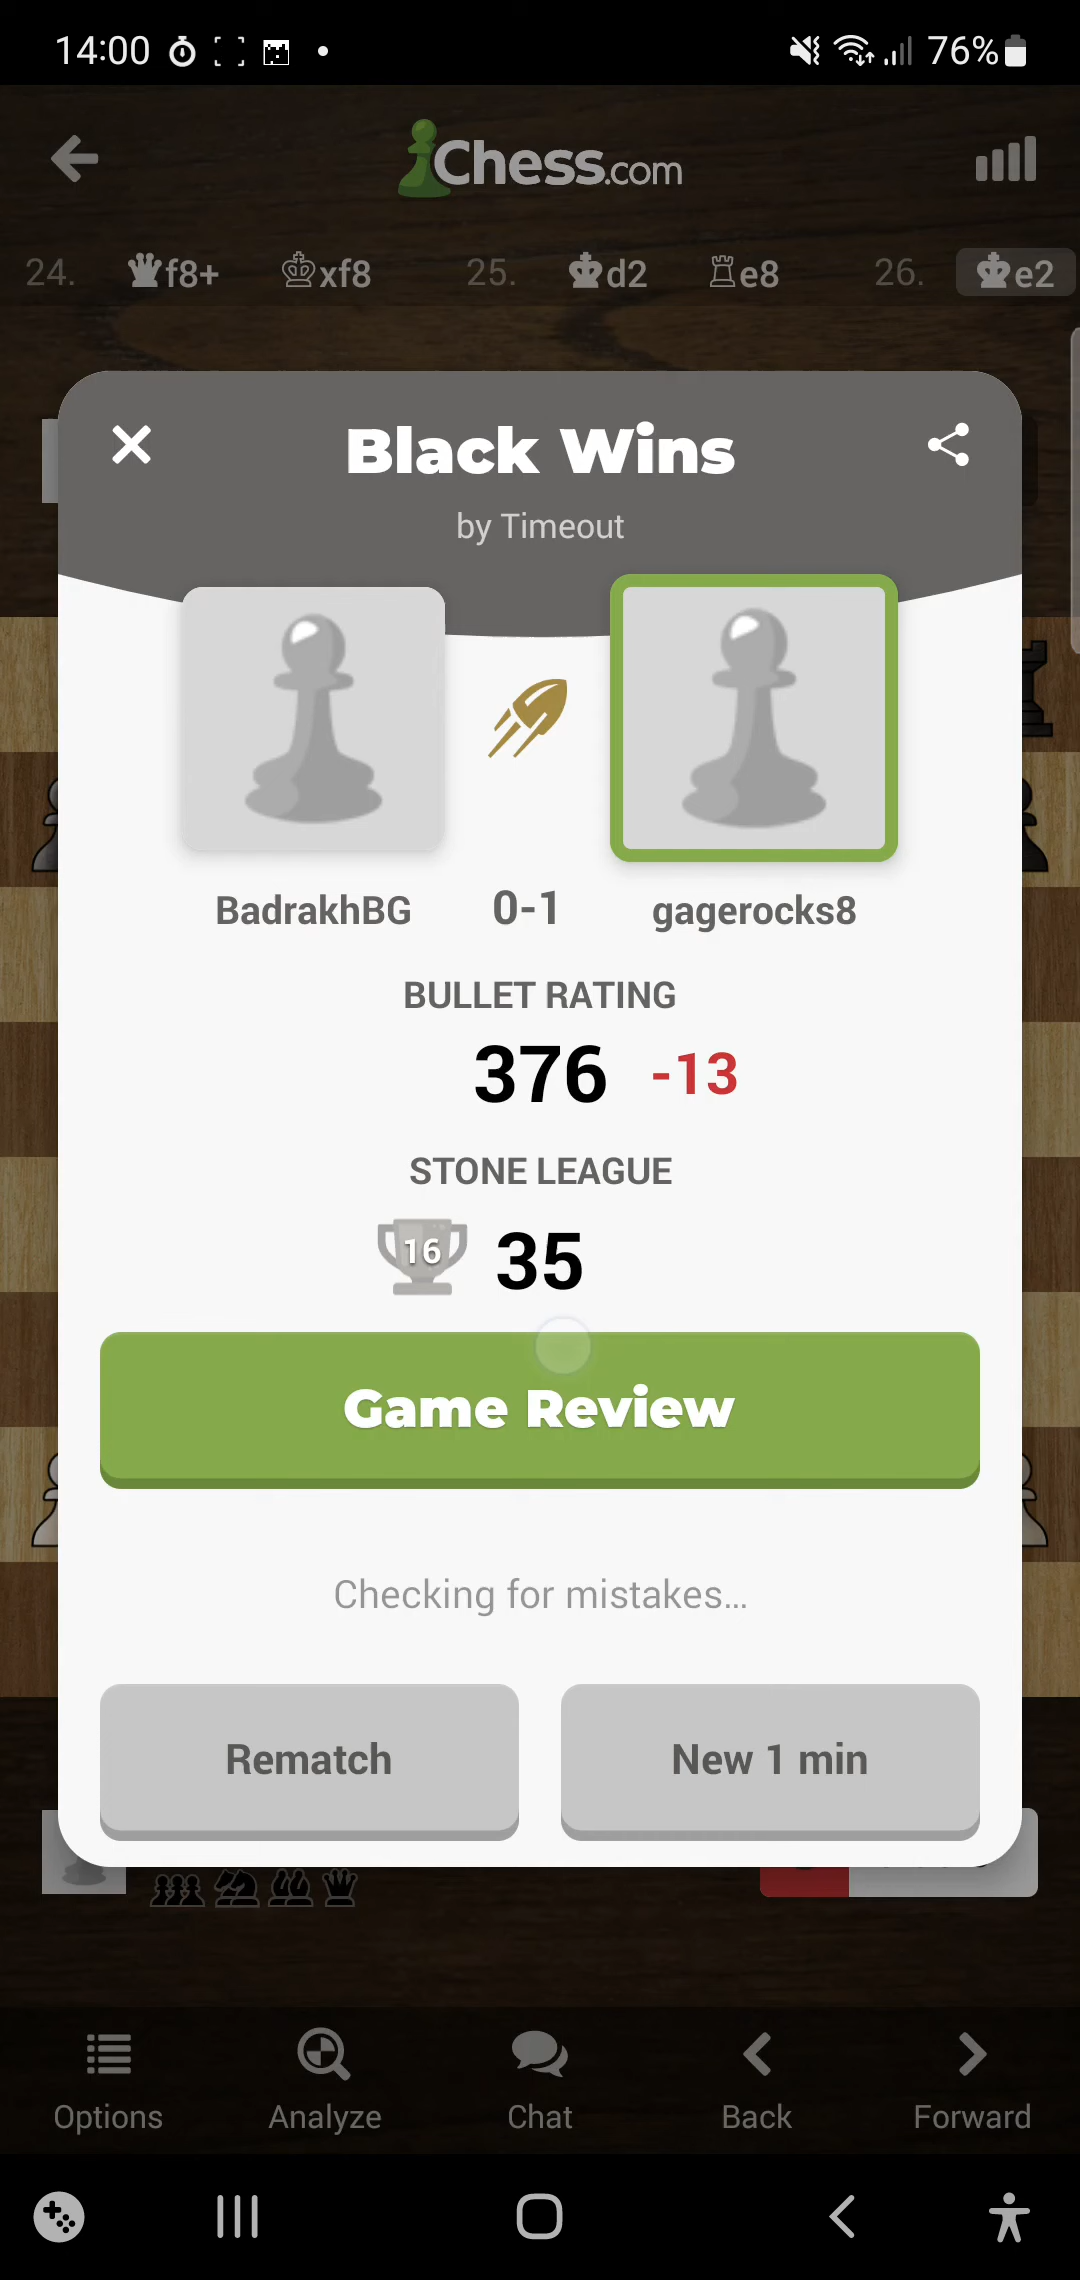 14:00 76%
Chess.com
24. f8+ xf8 25. d2 e8 26. e2
Black Wins
by Timeout
BadrakhBG 0-1 gagerocks8
BULLET RATING
376 -13
STONE LEAGUE
16 35
Game Review
Checking for mistakes...
Rematch New 1 min
Options Analyze Chat Back Forward